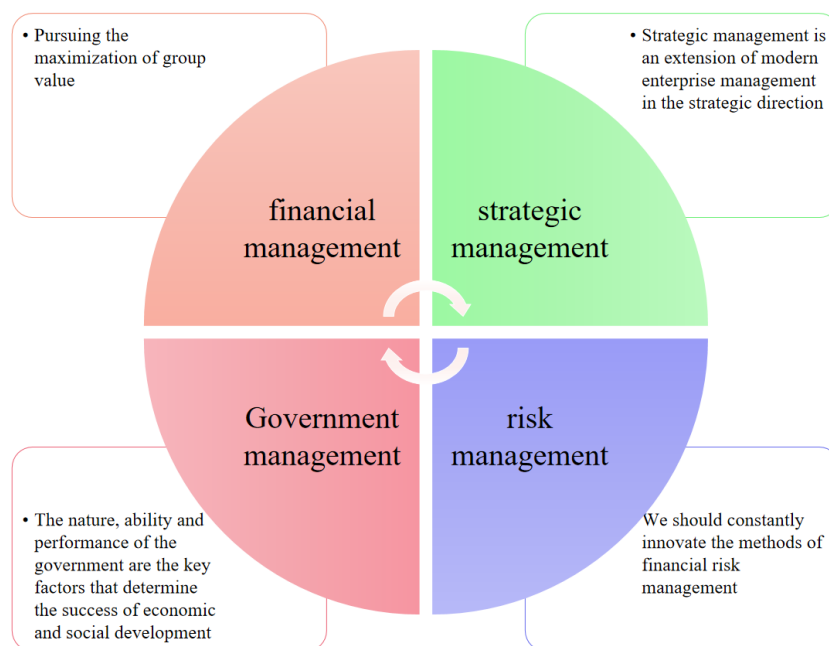 • Pursuing the
maximization of group
value
• Strategic management is
an extension of modern
enterprise management
in the strategic direction
financial
management
strategic
management
Government
management
risk
management
• The nature, ability and
performance of the
government are the key
factors that determine
the success of economic
and social development
We should constantly
innovate the methods of
financial risk
management